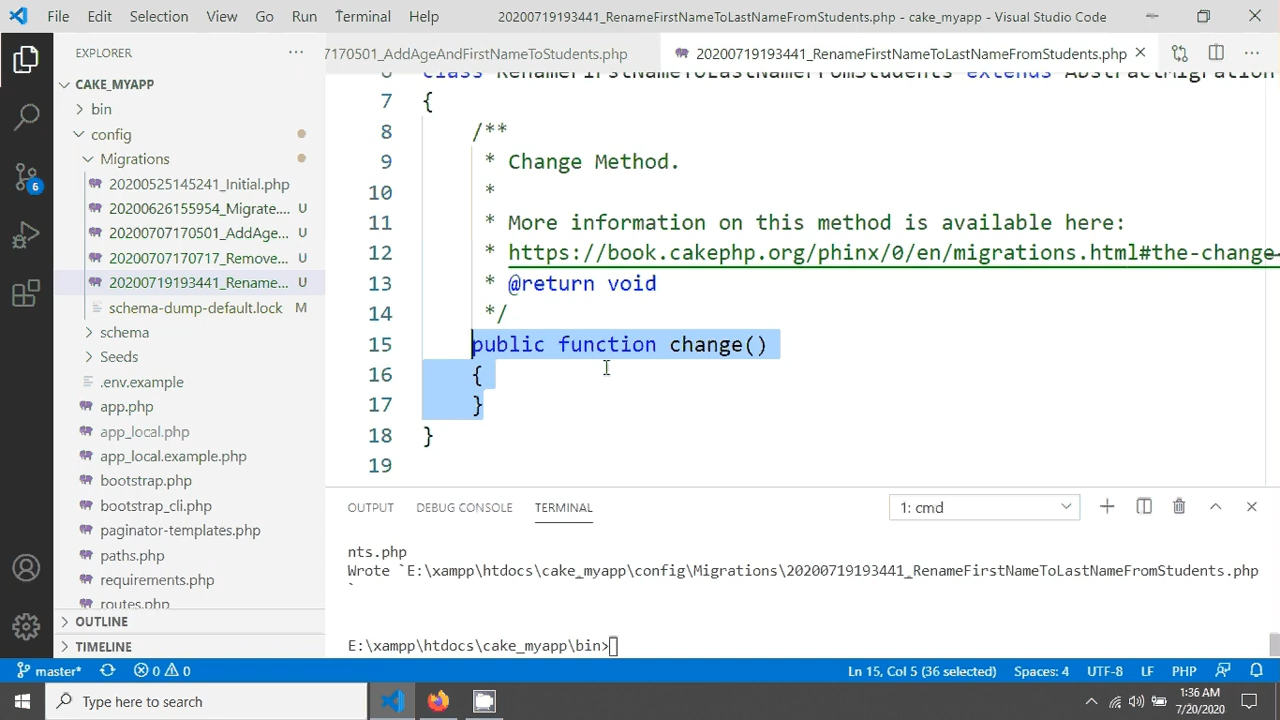 File Edit Selection View Go Run Terminal Help 20200719193441_RenameFirstNameToLastNameFromStudents.php - cake_myapp - Visual Studio Code
EXPLORER
7170501_AddAgeAndFirstNameToStudents.php 20200719193441_RenameFirstNameToLastNameFromStudents.php
CAKE_MYAPP
bin
config
Migrations
20200525145241_Initial.php
20200626155954_Migrate.... U
20200707170501_AddAge... U
20200707170717_Remove... U
20200719193441_Rename... U
schema-dump-default.lock M
schema
Seeds
.env.example
app.php
app_local.php
app_local.example.php
bootstrap.php
bootstrap_cli.php
paginator-templates.php
paths.php
requirements.php
routes.php
OUTLINE
TIMELINE
6
class RenameFirstNameToLastNameFromStudents extends AbstractMigration
7 {
8 /**
9 * Change Method.
10 *
11 * More information on this method is available here:
12 * https://book.cakephp.org/phinx/0/en/migrations.html#the-change-
13 * @return void
14 */
15 public function change()
16 {
17 }
18 }
19
OUTPUT DEBUG CONSOLE TERMINAL 1: cmd
nts.php
Wrote `E:\xampp\htdocs\cake_myapp\config\Migrations\20200719193441_RenameFirstNameToLastNameFromStudents.php
`
E:\xampp\htdocs\cake_myapp\bin>
6
master* 0 0 Ln 15, Col 5 (36 selected) Spaces: 4 UTF-8 LF PHP
Type here to search
1:36 AM
7/20/2020